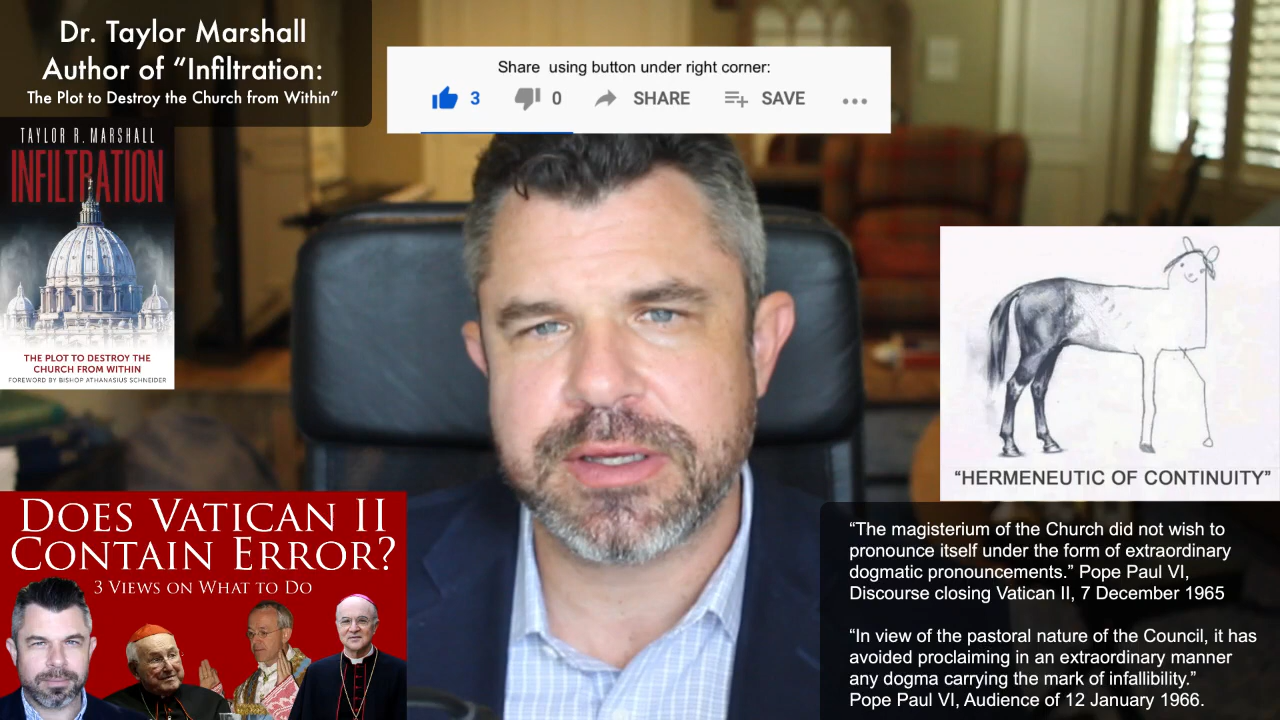 Dr. Taylor Marshall
Author of “Infiltration:
The Plot to Destroy the Church from Within”
Share using button under right corner:
3
0
SHARE
SAVE
TAYLOR R. MARSHALL
INFILTRATION
THE PLOT TO DESTROY THE
CHURCH FROM WITHIN
FOREWORD BY BISHOP ATHANASIUS SCHNEIDER
“HERMENEUTIC OF CONTINUITY”
DOES VATICAN II
CONTAIN ERROR?
3 VIEWS ON WHAT TO DO
“The magisterium of the Church did not wish to
pronounce itself under the form of extraordinary
dogmatic pronouncements.” Pope Paul VI,
Discourse closing Vatican II, 7 December 1965
“In view of the pastoral nature of the Council, it has
avoided proclaiming in an extraordinary manner
any dogma carrying the mark of infallibility.”
Pope Paul VI, Audience of 12 January 1966.